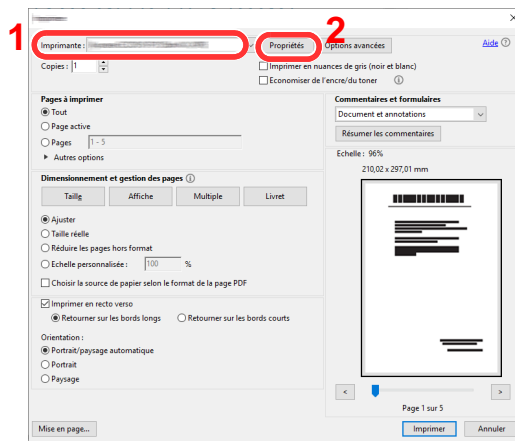 1
2
Imprimante :
Propriétés
Options avancées
Aide
Copies : 1
Imprimer en nuances de gris (noir et blanc)
Economiser de l'encre/du toner
Pages à imprimer
Tout
Page active
Pages 1 - 5
Autres options
Dimensionnement et gestion des pages
Taille Affiche Multiple Livret
Ajuster
Taille réelle
Réduire les pages hors format
Echelle personnalisée : 100 %
Choisir la source de papier selon le format de la page PDF
Imprimer en recto verso
Retourner sur les bords longs Retourner sur les bords courts
Orientation :
Portrait/paysage automatique
Portrait
Paysage
Commentaires et formulaires
Document et annotations
Résumer les commentaires
Echelle : 96%
210,02 x 297,01 mm
< >
Page 1 sur 5
Mise en page... Imprimer Annuler